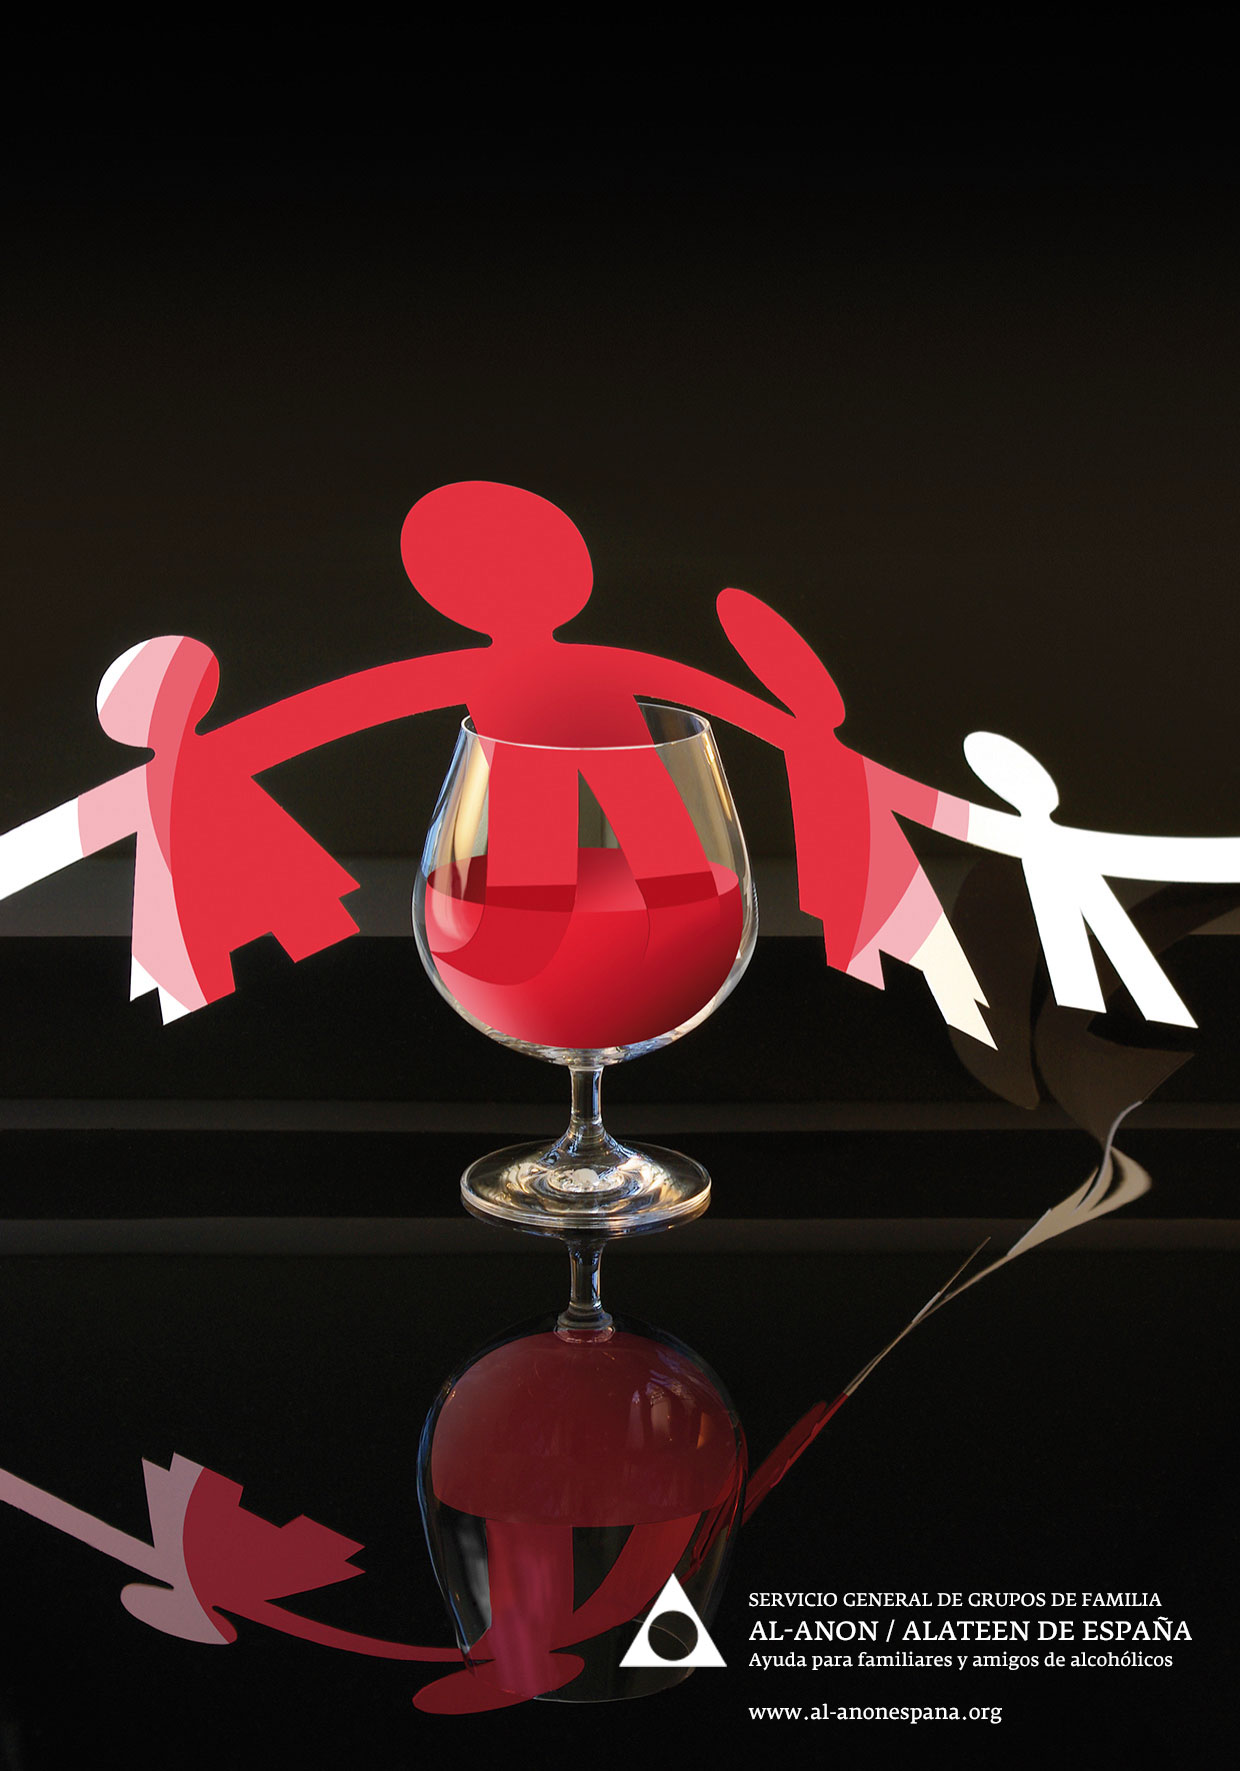 SERVICIO GENERAL DE GRUPOS DE FAMILIA
AL-ANON / ALATEEN DE ESPAÑA
Ayuda para familiares y amigos de alcohólicos
www.al-anonespana.org